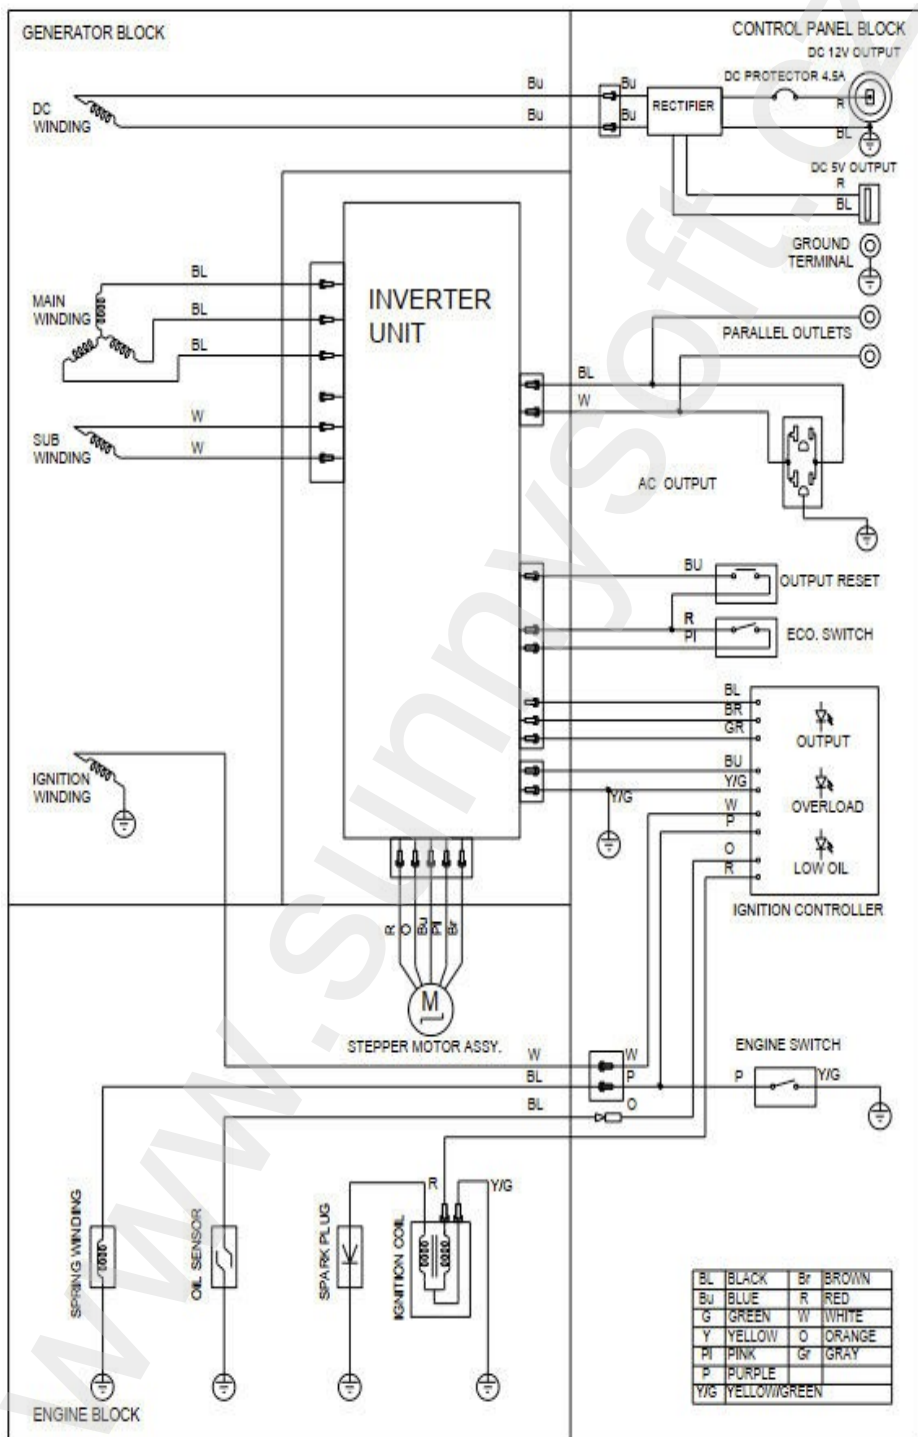 GENERATOR BLOCK
CONTROL PANEL BLOCK
DC 12V OUTPUT
DC PROTECTOR 4.5A
Bu
Bu
RECTIFIER
R
DC
WINDING
Bu
Bu
BL
DC 5V OUTPUT
R
BL
GROUND
TERMINAL
INVERTER
UNIT
MAIN
WINDING
BL
BL
BL
PARALLEL OUTLETS
BL
W
SUB
WINDING
W
W
AC OUTPUT
BU
OUTPUT RESET
R
PI
ECO. SWITCH
BL
BR
GR
OUTPUT
BU
Y/G
Y/G
OVERLOAD
W
P
O
R
LOW OIL
IGNITION CONTROLLER
IGNITION
WINDING
R
O
Bu
PI
Br
M
STEPPER MOTOR ASSY.
W
W
BL
P
BL
O
ENGINE SWITCH
P
Y/G
SPRING WINDING
OIL SENSOR
SPARK PLUG
IGNITION COIL
R
Y/G
BL BLACK Br BROWN
Bu BLUE R RED
G GREEN W WHITE
Y YELLOW O ORANGE
PI PINK Gr GRAY
P PURPLE
Y/G YELLOW/GREEN
ENGINE BLOCK
www.sunnysoft.cz